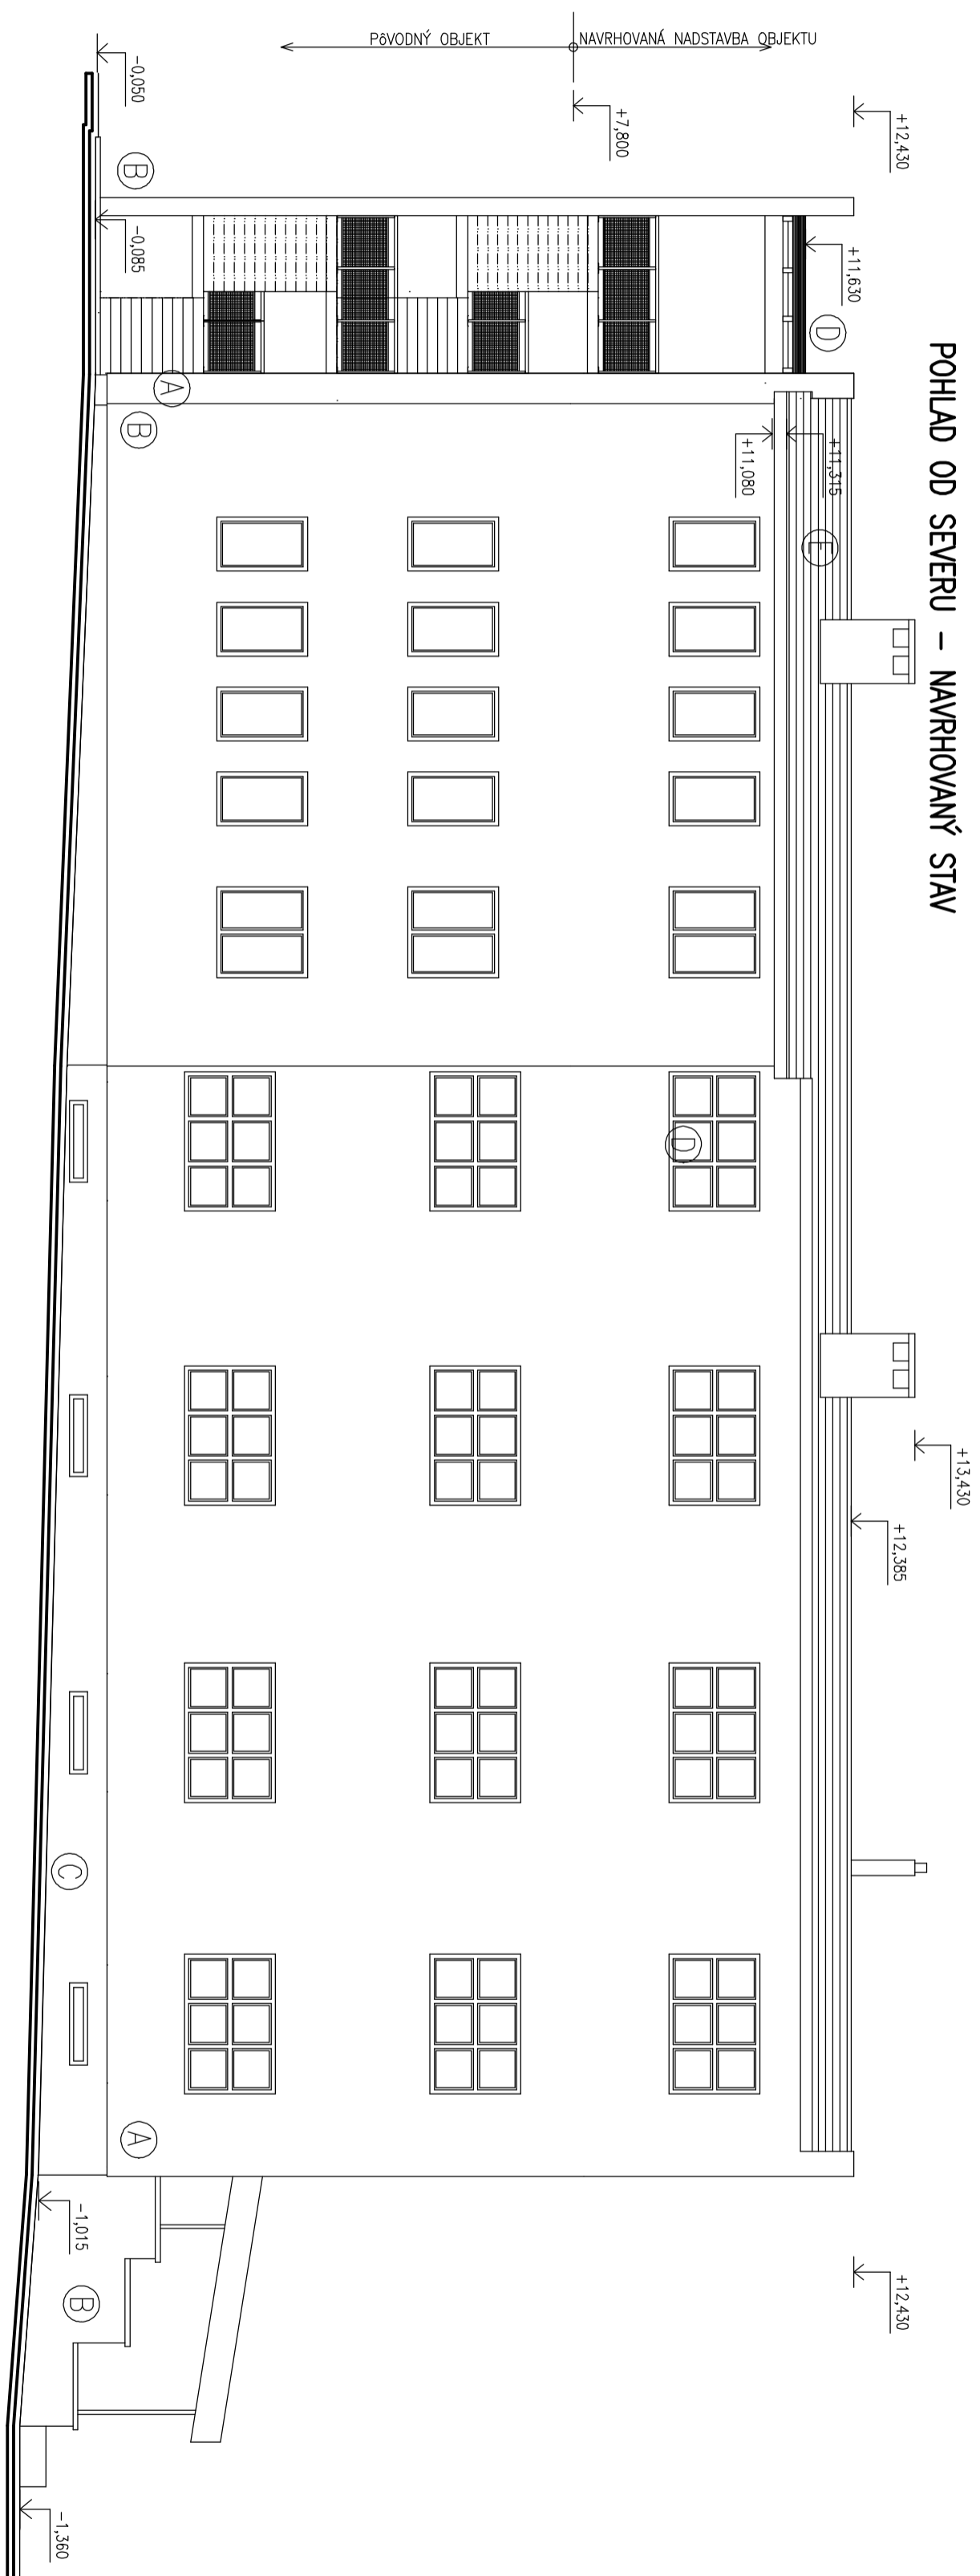 POHLAD OD SEVERU - NAVRHOVANÝ STAV
+13,430
+12,430
+12,385
+12,430
+11,630
D
+11,315
E
+11,080
D
NAVRHOVANÁ NADSTAVBA OBJEKTU
+7,800
PôVODNÝ OBJEKT
A
B
B
A
-0,050
-0,085
C
B
-1,015
-1,360